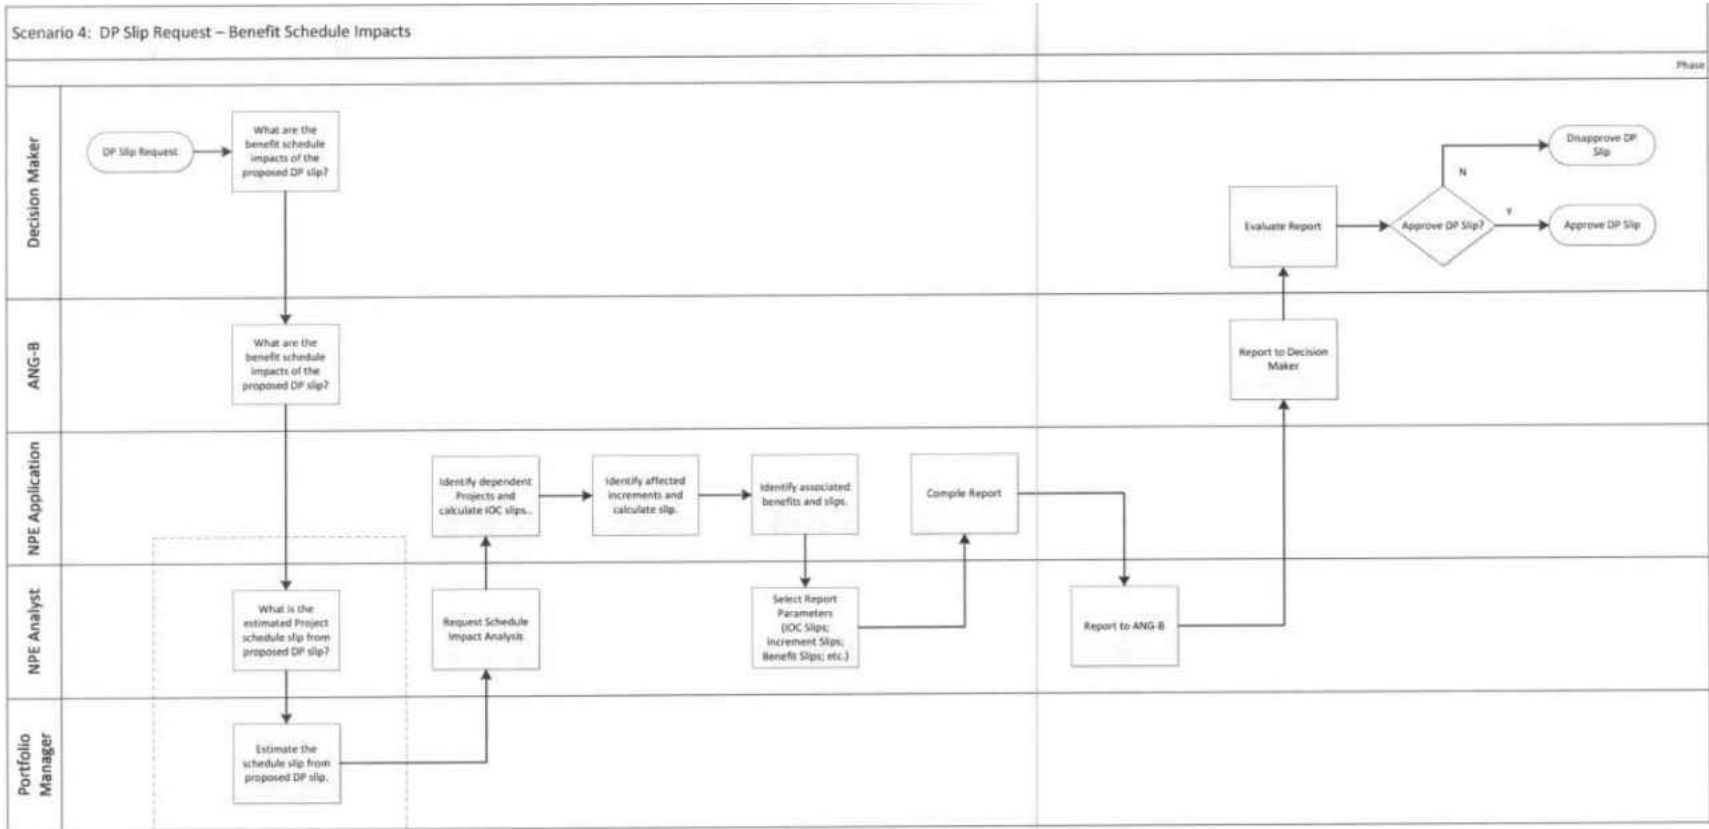 Scenario 4: DP Slip Request – Benefit Schedule Impacts
Phase
Decision Maker
DP Slip Request
What are the
benefit schedule
impacts of the
proposed DP slip?
Evaluate Report
Approve DP Slip?
N
Y
Disapprove DP
Slip
Approve DP Slip
ANG-B
What are the
benefit schedule
impacts of the
proposed DP slip?
Report to Decision
Maker
NPE Application
Identify dependent
Projects and
calculate IOC slips..
Identify affected
increments and
calculate slip.
Identify associated
benefits and slips.
Compile Report
NPE Analyst
What is the
estimated Project
schedule slip from
proposed DP slip?
Request Schedule
Impact Analysis
Select Report
Parameters
(IOC Slips;
Increment Slips;
Benefit Slips; etc.)
Report to ANG-B
Portfolio
Manager
Estimate the
schedule slip from
proposed DP slip.